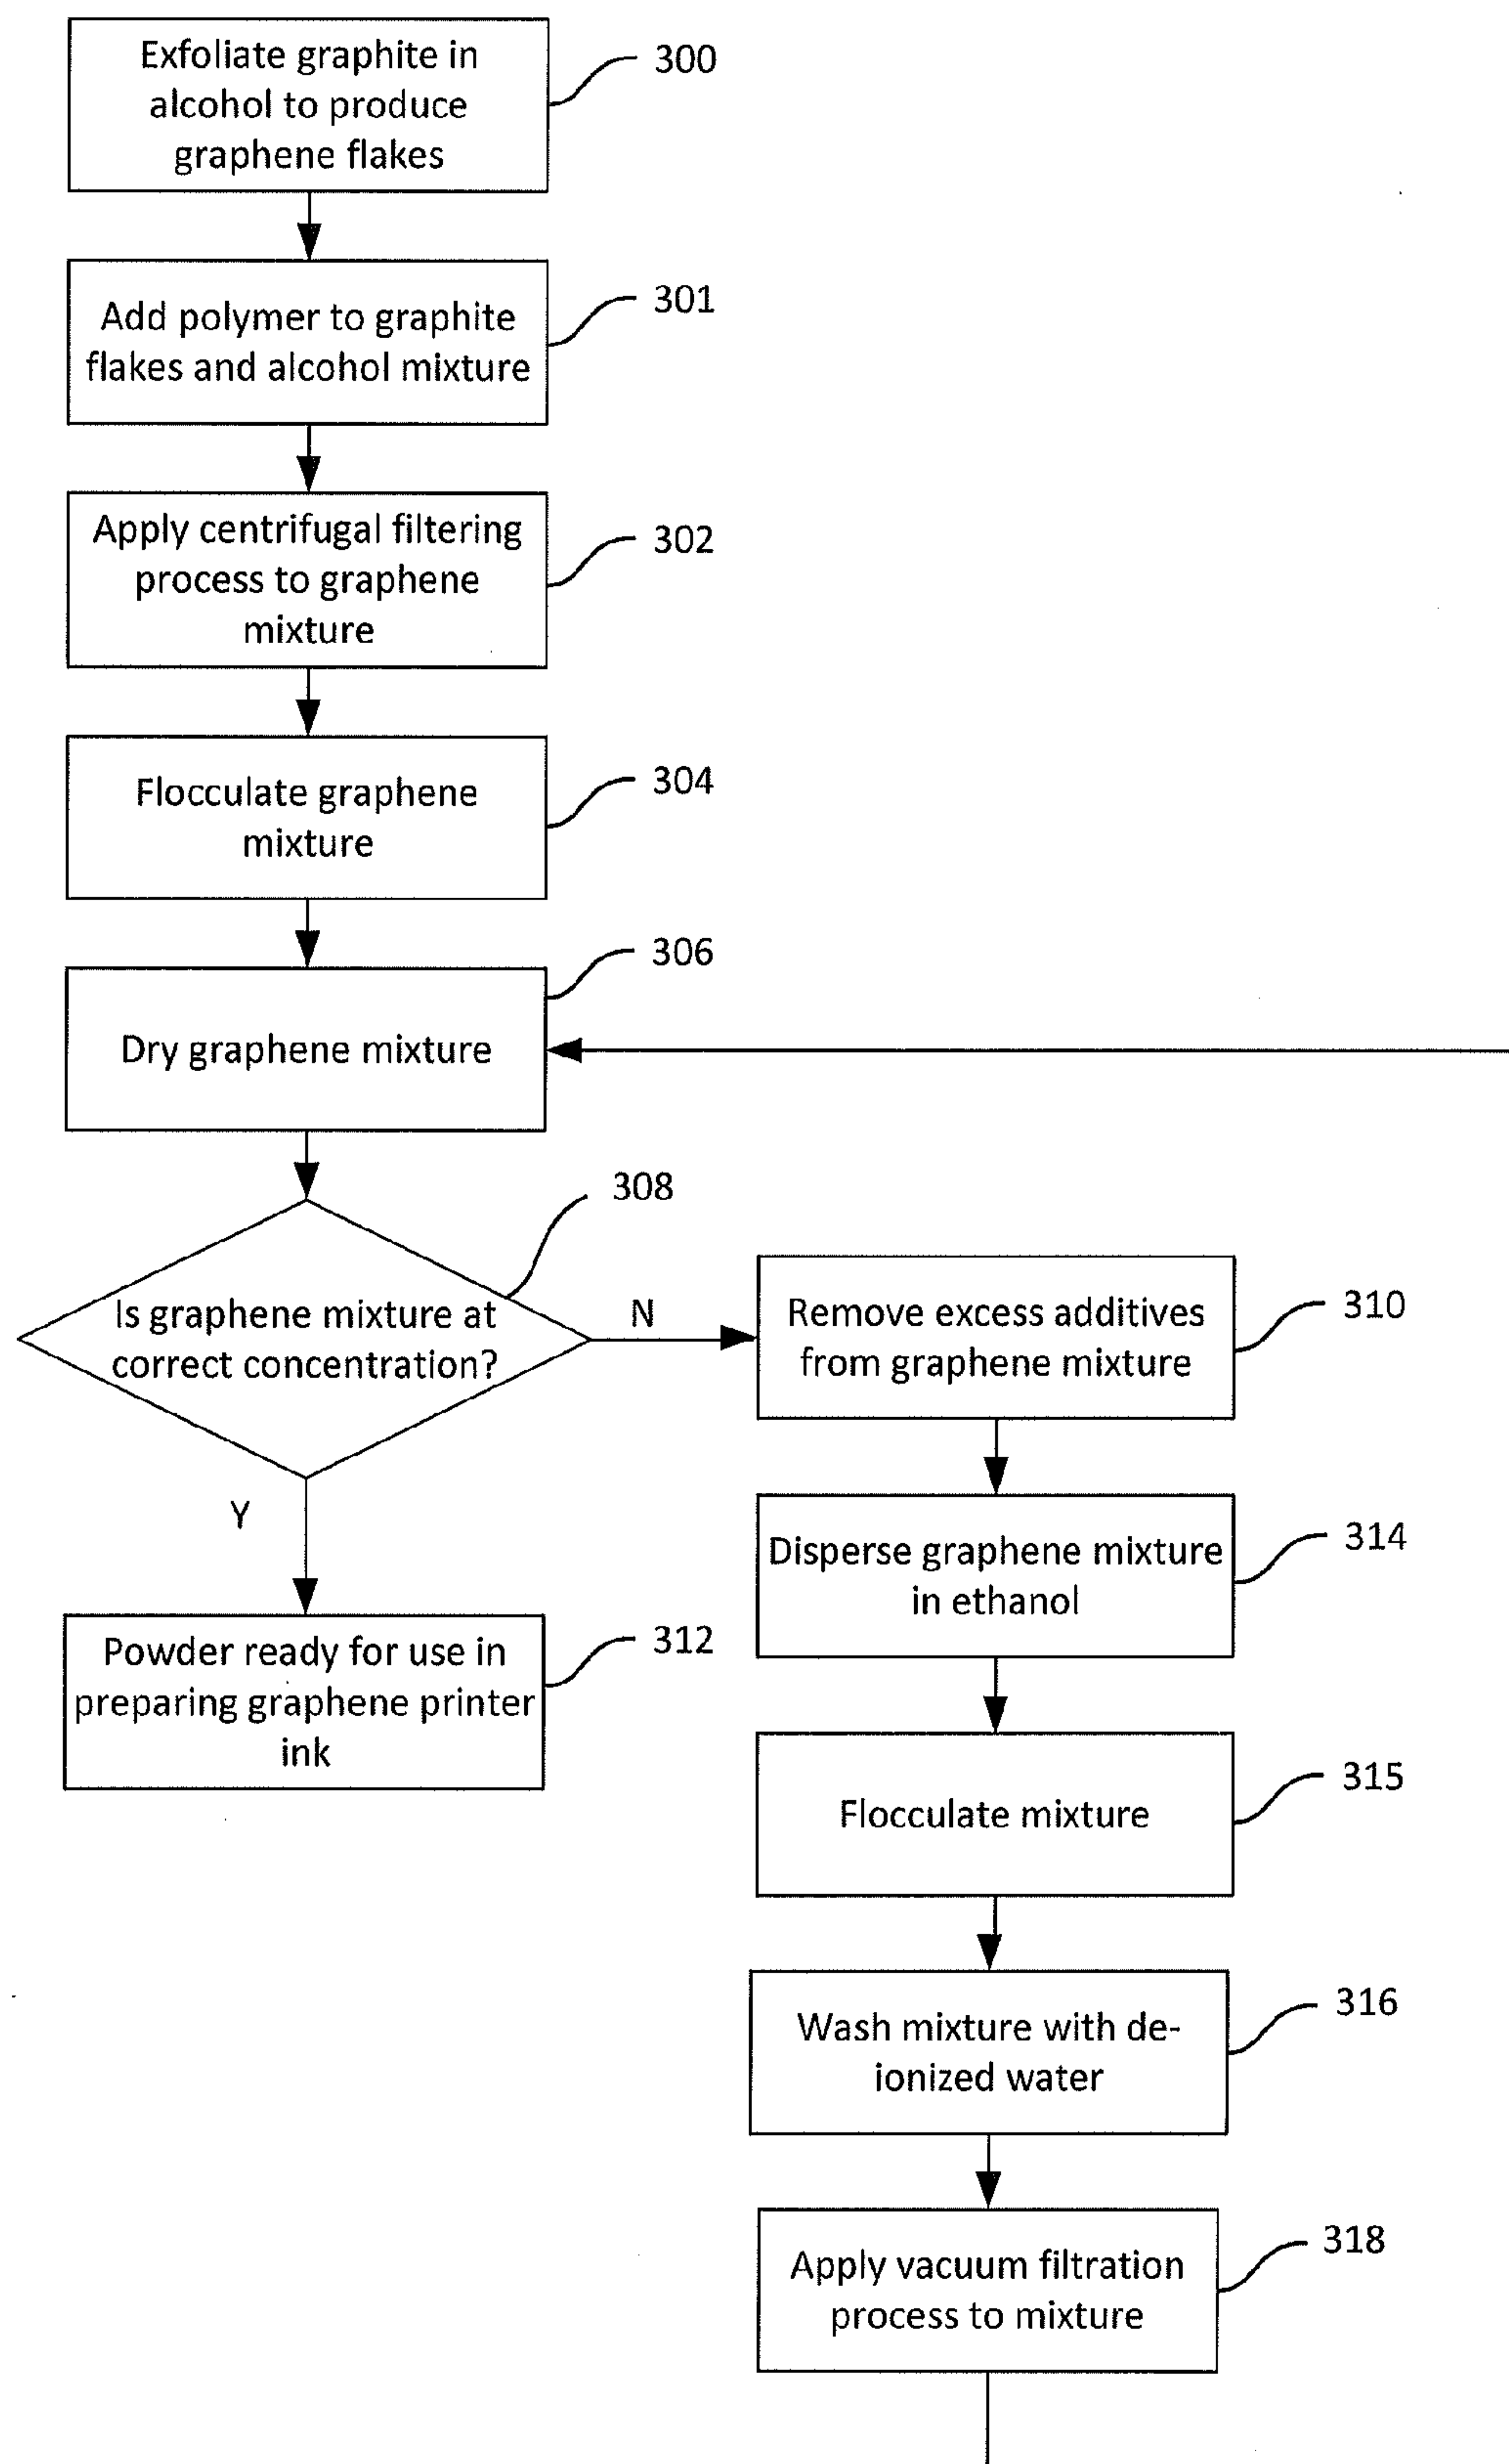 Exfoliate graphite in
alcohol to produce
graphene flakes
300
Add polymer to graphite
flakes and alcohol mixture
301
Apply centrifugal filtering
process to graphene
mixture
302
Flocculate graphene
mixture
304
Dry graphene mixture
306
Is graphene mixture at
correct concentration?
308
N
Y
Remove excess additives
from graphene mixture
310
Powder ready for use in
preparing graphene printer
ink
312
Disperse graphene mixture
in ethanol
314
Flocculate mixture
315
Wash mixture with de-
ionized water
316
Apply vacuum filtration
process to mixture
318